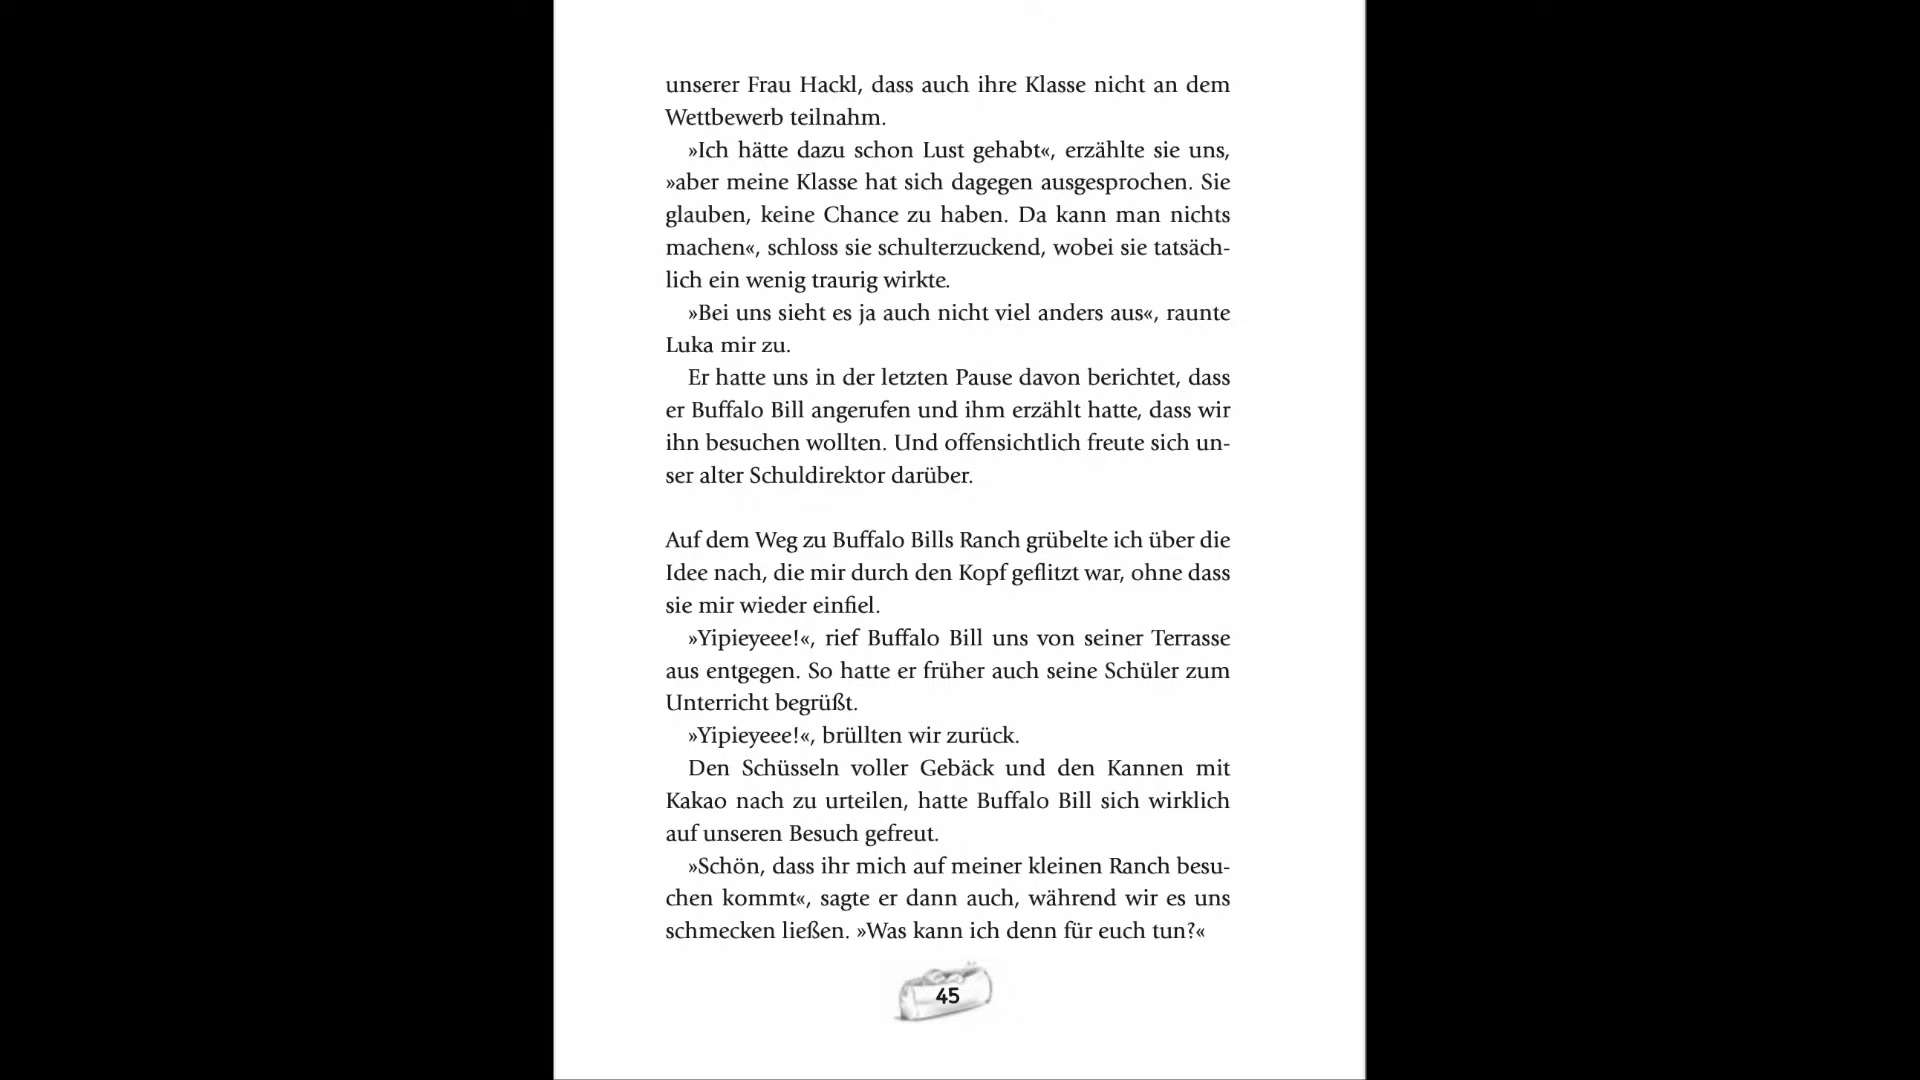 unserer Frau Hackl, dass auch ihre Klasse nicht an dem
Wettbewerb teilnahm.
»Ich hätte dazu schon Lust gehabt«, erzählte sie uns,
»aber meine Klasse hat sich dagegen ausgesprochen. Sie
glauben, keine Chance zu haben. Da kann man nichts
machen«, schloss sie schulterzuckend, wobei sie tatsäch-
lich ein wenig traurig wirkte.
»Bei uns sieht es ja auch nicht viel anders aus«, raunte
Luka mir zu.
Er hatte uns in der letzten Pause davon berichtet, dass
er Buffalo Bill angerufen und ihm erzählt hatte, dass wir
ihn besuchen wollten. Und offensichtlich freute sich un-
ser alter Schuldirektor darüber.
Auf dem Weg zu Buffalo Bills Ranch grübelte ich über die
Idee nach, die mir durch den Kopf geflitzt war, ohne dass
sie mir wieder einfiel.
»Yipieyeee!«, rief Buffalo Bill uns von seiner Terrasse
aus entgegen. So hatte er früher auch seine Schüler zum
Unterricht begrüßt.
»Yipieyeee!«, brüllten wir zurück.
Den Schüsseln voller Gebäck und den Kannen mit
Kakao nach zu urteilen, hatte Buffalo Bill sich wirklich
auf unseren Besuch gefreut.
»Schön, dass ihr mich auf meiner kleinen Ranch besu-
chen kommt«, sagte er dann auch, während wir es uns
schmecken ließen. »Was kann ich denn für euch tun?«
45